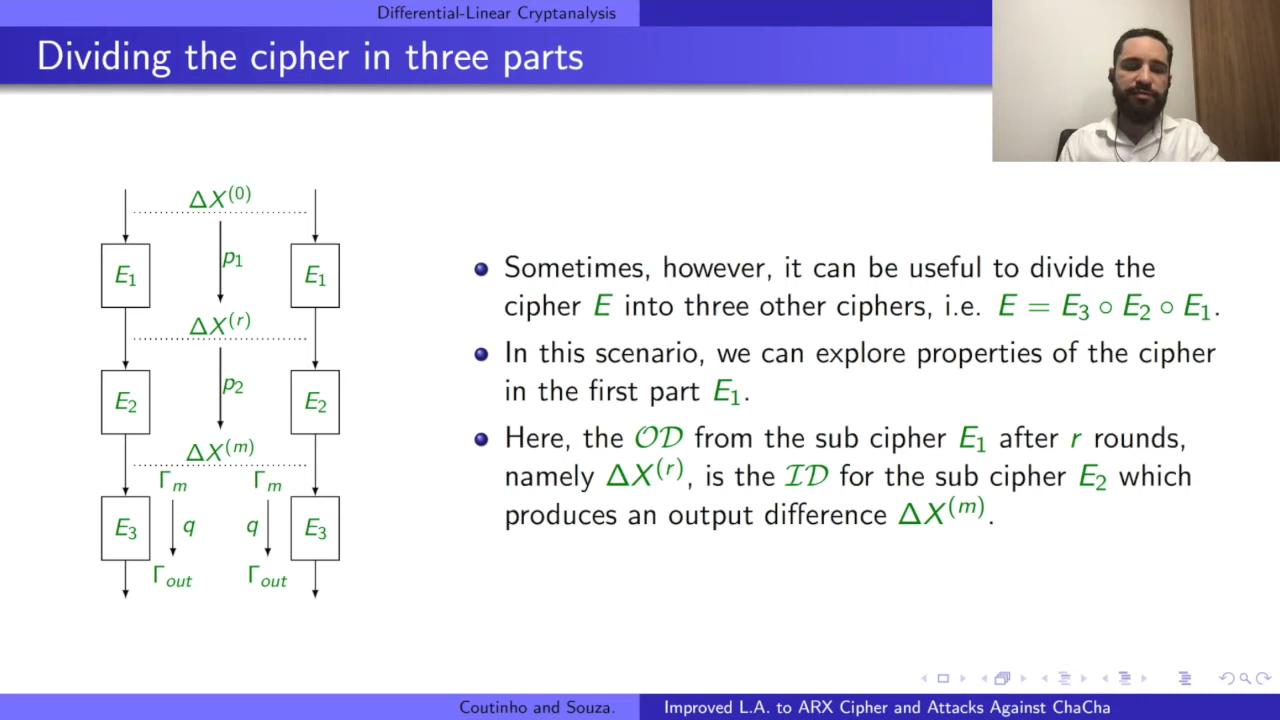 Differential-Linear Cryptanalysis
Dividing the cipher in three parts
ΔX^(0)
p₁
E₁ E₁
ΔX^(r)
p₂
E₂ E₂
ΔX^(m)
Γₘ Γₘ
E₃ q q E₃
Γ_out Γ_out
Sometimes, however, it can be useful to divide the
cipher E into three other ciphers, i.e. E = E₃ ∘ E₂ ∘ E₁.
In this scenario, we can explore properties of the cipher
in the first part E₁.
Here, the 𝒪𝒟 from the sub cipher E₁ after r rounds,
namely ΔX^(r), is the ℐ𝒟 for the sub cipher E₂ which
produces an output difference ΔX^(m).
Coutinho and Souza.
Improved L.A. to ARX Cipher and Attacks Against ChaCha